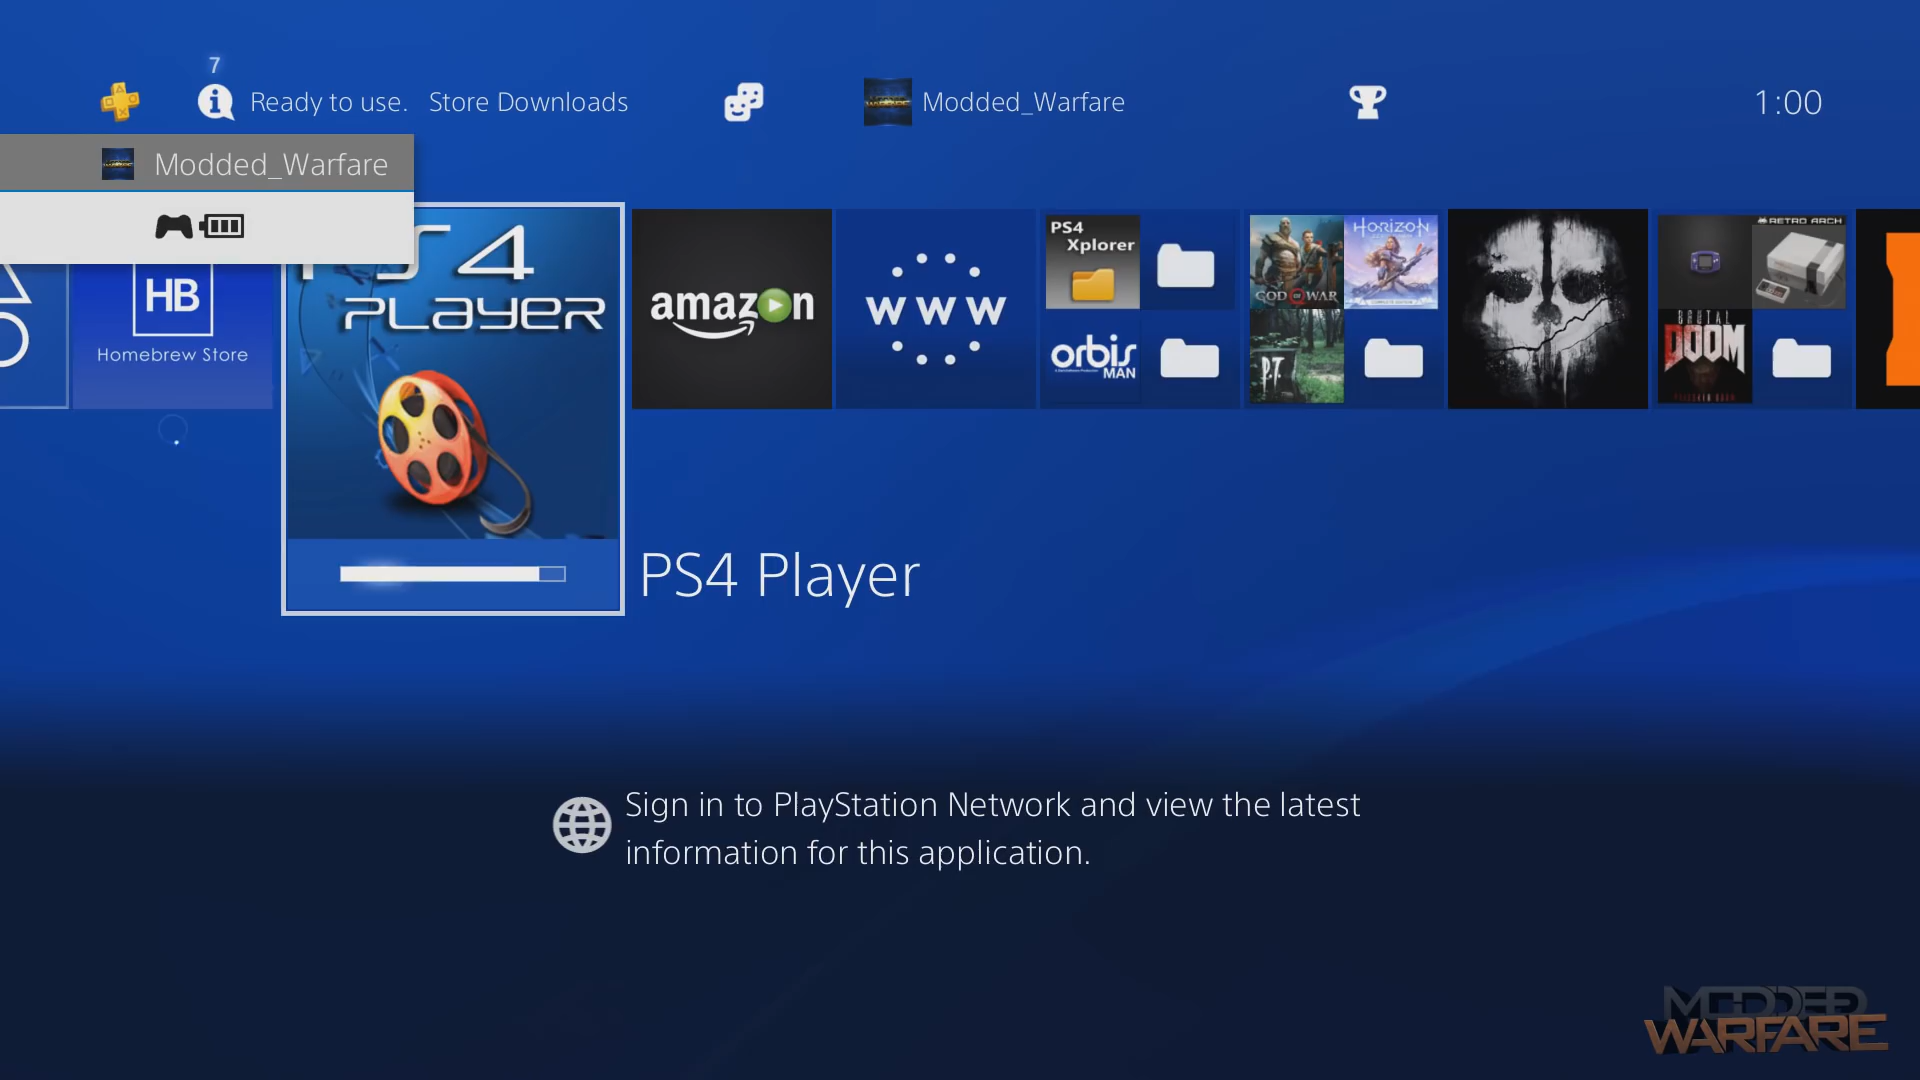 7
Ready to use. Store Downloads
Modded_Warfare
1:00
Modded_Warfare
HB
Homebrew Store
PS4
PLAYER
amazon
www
PS4
Xplorer
orbis
MAN
GOD OF WAR
HORIZON
P.T.
RETRO ARCH
BRUTAL
DOOM
PS4 Player
Sign in to PlayStation Network and view the latest
information for this application.
MODDED
WARFARE